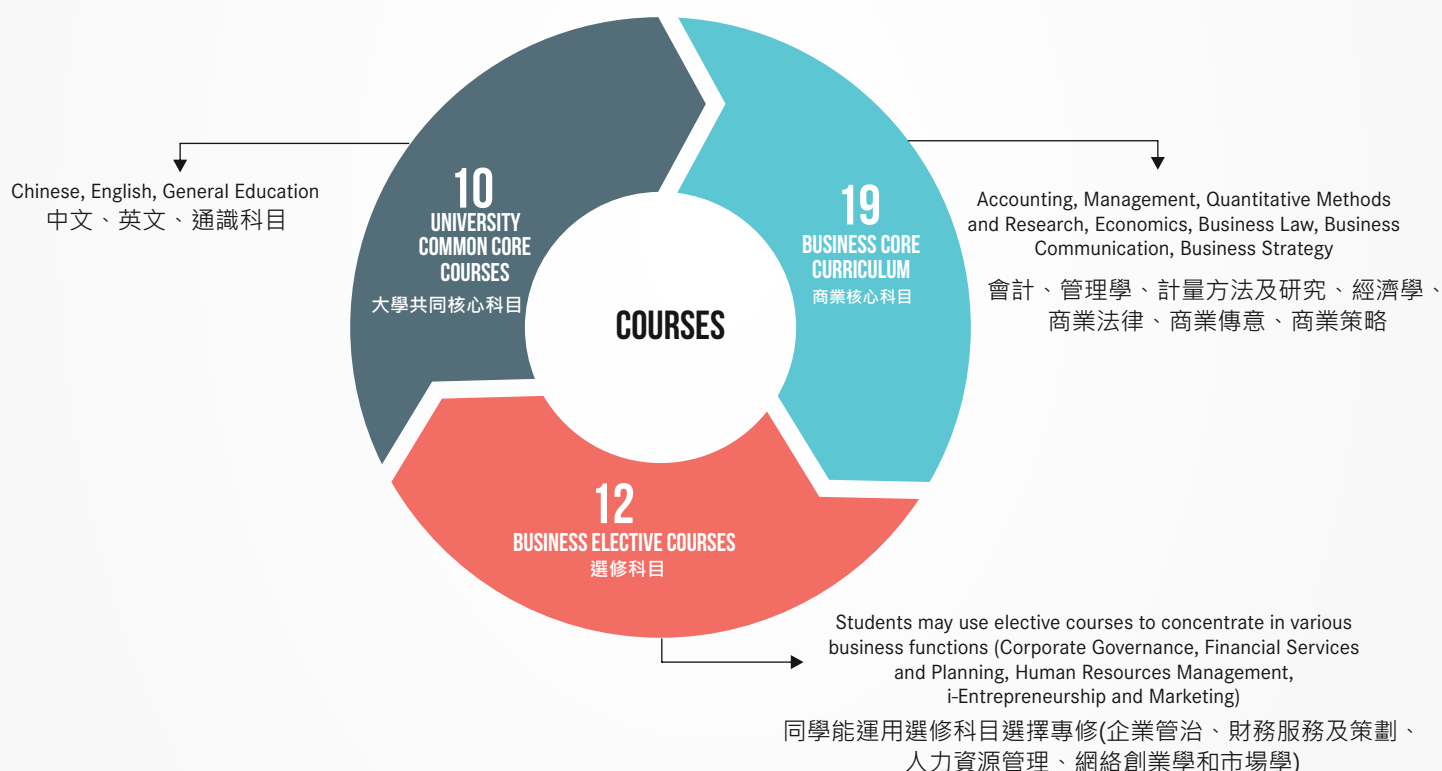 10
UNIVERSITY
COMMON CORE
COURSES
大學共同核心科目
Chinese, English, General Education
中文、英文、通識科目
19
BUSINESS CORE
CURRICULUM
商業核心科目
Accounting, Management, Quantitative Methods
and Research, Economics, Business Law, Business
Communication, Business Strategy
會計、管理學、計量方法及研究、經濟學、
商業法律、商業傳意、商業策略
COURSES
12
BUSINESS ELECTIVE COURSES
選修科目
Students may use elective courses to concentrate in various
business functions (Corporate Governance, Financial Services
and Planning, Human Resources Management,
i-Entrepreneurship and Marketing)
同學能運用選修科目選擇專修(企業管治、財務服務及策劃、
人力資源管理、網絡創業學和市場學)